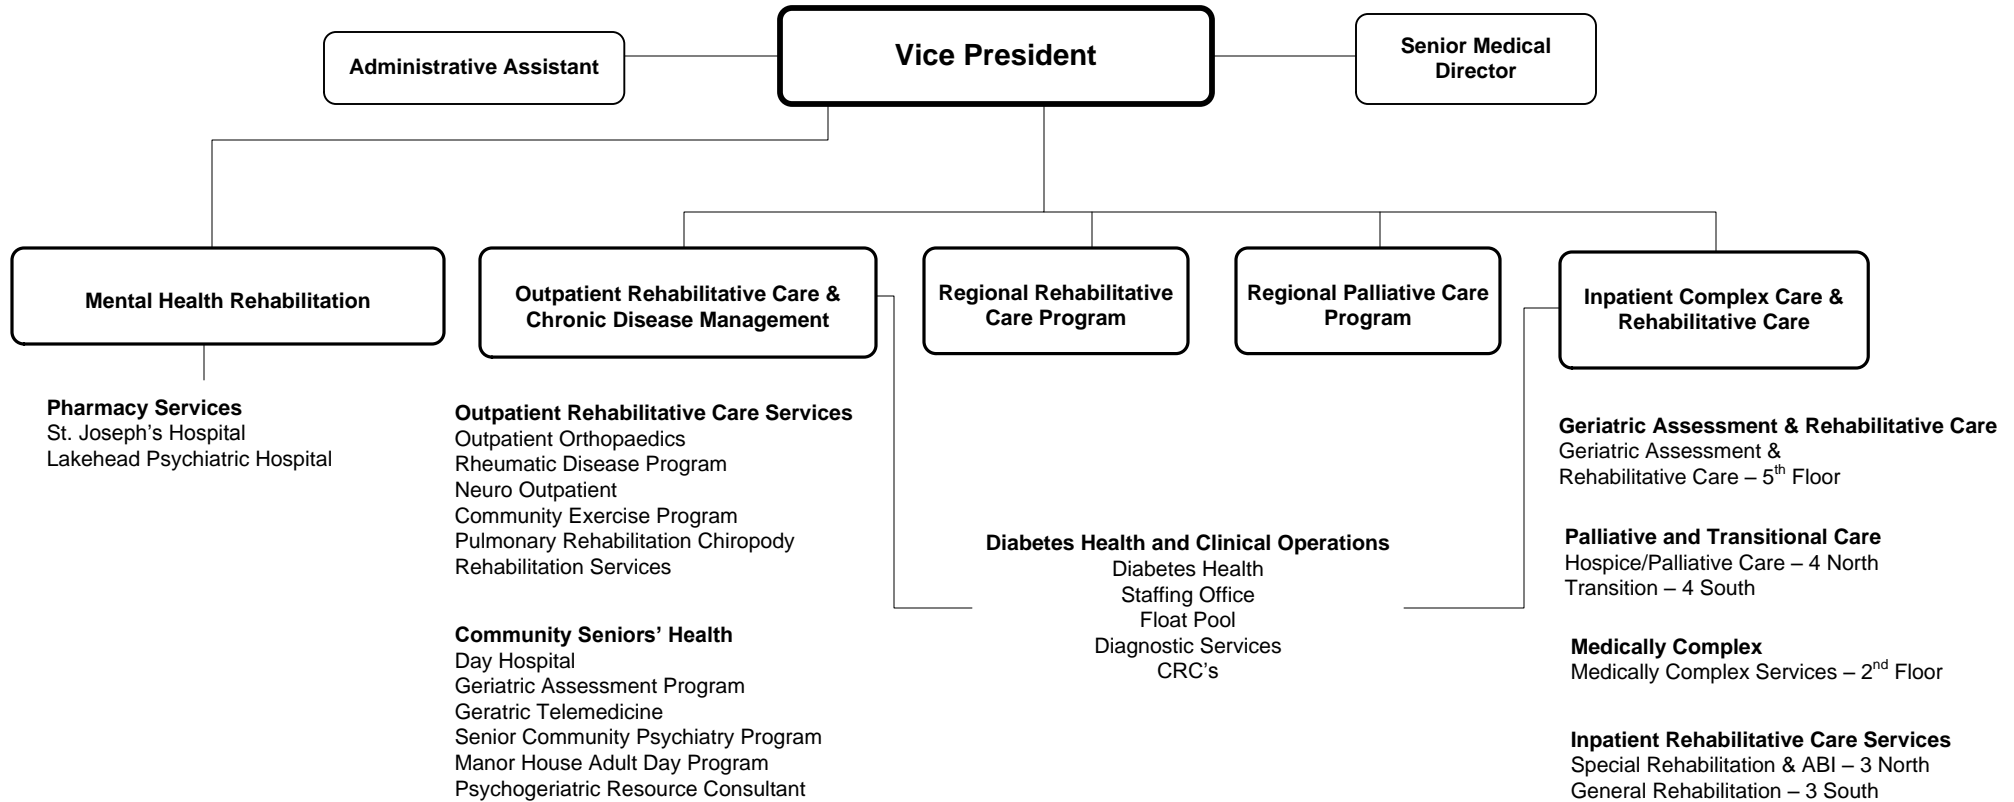 Administrative Assistant
Vice President
Senior Medical
Director
Mental Health Rehabilitation
Outpatient Rehabilitative Care &
Chronic Disease Management
Regional Rehabilitative
Care Program
Regional Palliative Care
Program
Inpatient Complex Care &
Rehabilitative Care
Pharmacy Services
St. Joseph’s Hospital
Lakehead Psychiatric Hospital
Outpatient Rehabilitative Care Services
Outpatient Orthopaedics
Rheumatic Disease Program
Neuro Outpatient
Community Exercise Program
Pulmonary Rehabilitation Chiropody
Rehabilitation Services
Community Seniors’ Health
Day Hospital
Geriatric Assessment Program
Geratric Telemedicine
Senior Community Psychiatry Program
Manor House Adult Day Program
Psychogeriatric Resource Consultant
Diabetes Health and Clinical Operations
Diabetes Health
Staffing Office
Float Pool
Diagnostic Services
CRC’s
Geriatric Assessment & Rehabilitative Care
Geriatric Assessment &
Rehabilitative Care – 5th Floor
Palliative and Transitional Care
Hospice/Palliative Care – 4 North
Transition – 4 South
Medically Complex
Medically Complex Services – 2nd Floor
Inpatient Rehabilitative Care Services
Special Rehabilitation & ABI – 3 North
General Rehabilitation – 3 South